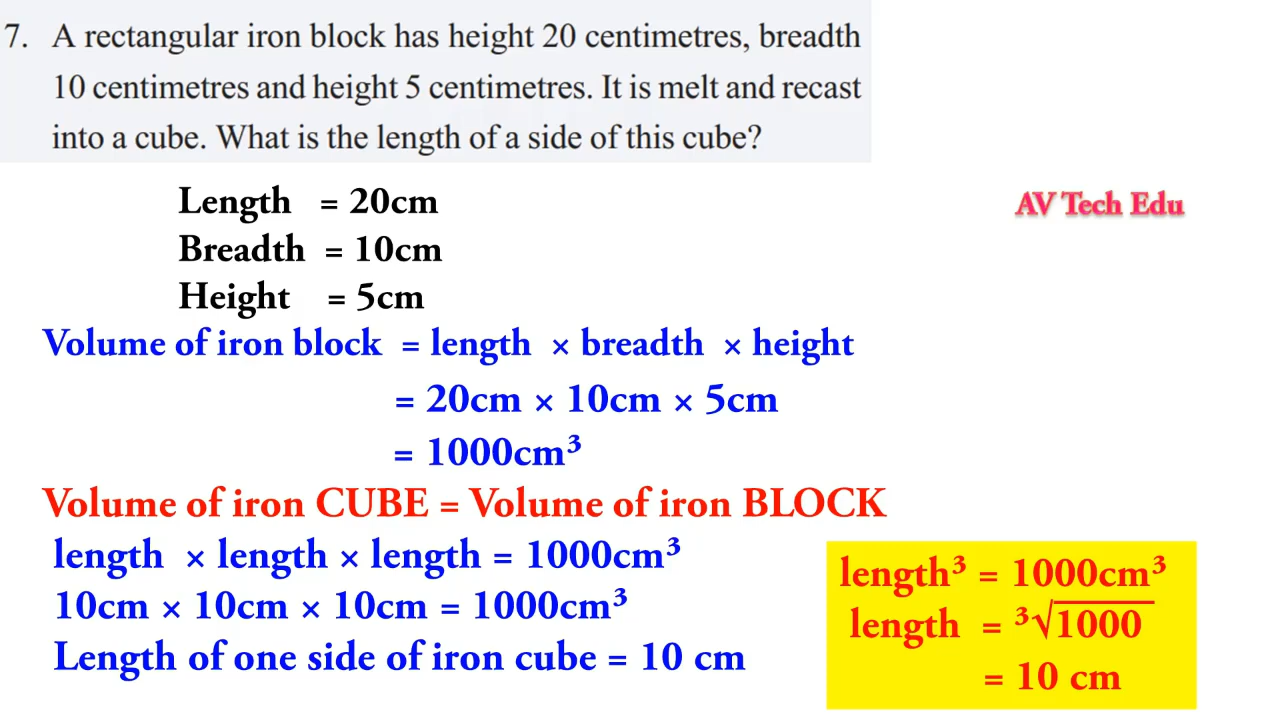 7. A rectangular iron block has height 20 centimetres, breadth
10 centimetres and height 5 centimetres. It is melt and recast
into a cube. What is the length of a side of this cube?
Length = 20cm
AV Tech Edu
Breadth = 10cm
Height = 5cm
Volume of iron block = length × breadth × height
= 20cm × 10cm × 5cm
= 1000cm³
Volume of iron CUBE = Volume of iron BLOCK
length × length × length = 1000cm³
10cm × 10cm × 10cm = 1000cm³
Length of one side of iron cube = 10 cm
length³ = 1000cm³
length = ³√1000
= 10 cm